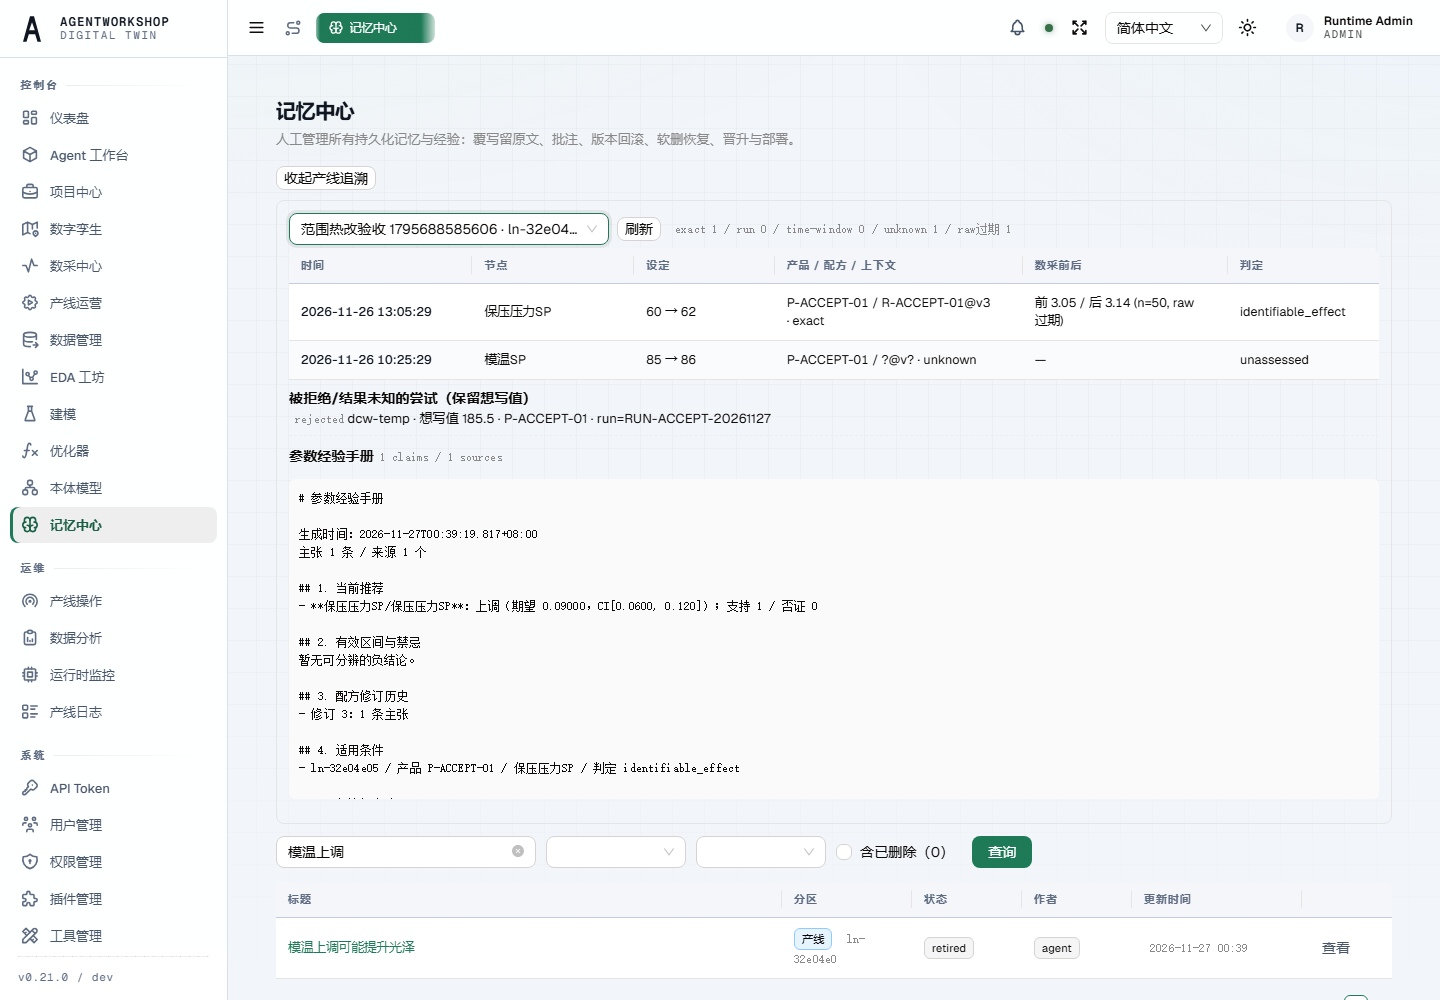 AGENTWORKSHOP
DIGITAL TWIN
记忆中心
简体中文
R
Runtime Admin
ADMIN
控制台
仪表盘
Agent 工作台
项目中心
数字孪生
数采中心
产线运营
数据管理
EDA 工坊
建模
优化器
本体模型
记忆中心
运维
产线操作
数据分析
运行时监控
产线日志
系统
API Token
用户管理
权限管理
插件管理
工具管理
v0.21.0 / dev
记忆中心
人工管理所有持久化记忆与经验：覆写留原文、批注、版本回滚、软删恢复、晋升与部署。
收起产线追溯
范围热改验收 1795688585606 · ln-32e04...
刷新
exact 1 / run 0 / time-window 0 / unknown 1 / raw过期 1
时间 节点 设定 产品 / 配方 / 上下文 数采前后 判定
2026-11-26 13:05:29 保压压力SP 60 → 62 P-ACCEPT-01 / R-ACCEPT-01@v3 · exact 前 3.05 / 后 3.14 (n=50, raw 过期) identifiable_effect
2026-11-26 10:25:29 模温SP 85 → 86 P-ACCEPT-01 / ?@v? · unknown — unassessed
被拒绝/结果未知的尝试（保留想写值）
rejected dcw-temp · 想写值 185.5 · P-ACCEPT-01 · run=RUN-ACCEPT-20261127
参数经验手册 1 claims / 1 sources
# 参数经验手册
生成时间：2026-11-27T00:39:19.817+08:00
主张 1 条 / 来源 1 个
## 1. 当前推荐
- **保压压力SP/保压压力SP**：上调（期望 0.09000，CI[0.0600, 0.120]）；支持 1 / 否证 0
## 2. 有效区间与禁忌
暂无可分辨的负结论。
## 3. 配方修订历史
- 修订 3：1 条主张
## 4. 适用条件
- ln-32e04e05 / 产品 P-ACCEPT-01 / 保压压力SP / 判定 identifiable_effect
模温上调
含已删除（0）
查询
标题 分区 状态 作者 更新时间
模温上调可能提升光泽 产线 ln-32e04e0 retired agent 2026-11-27 00:39 查看